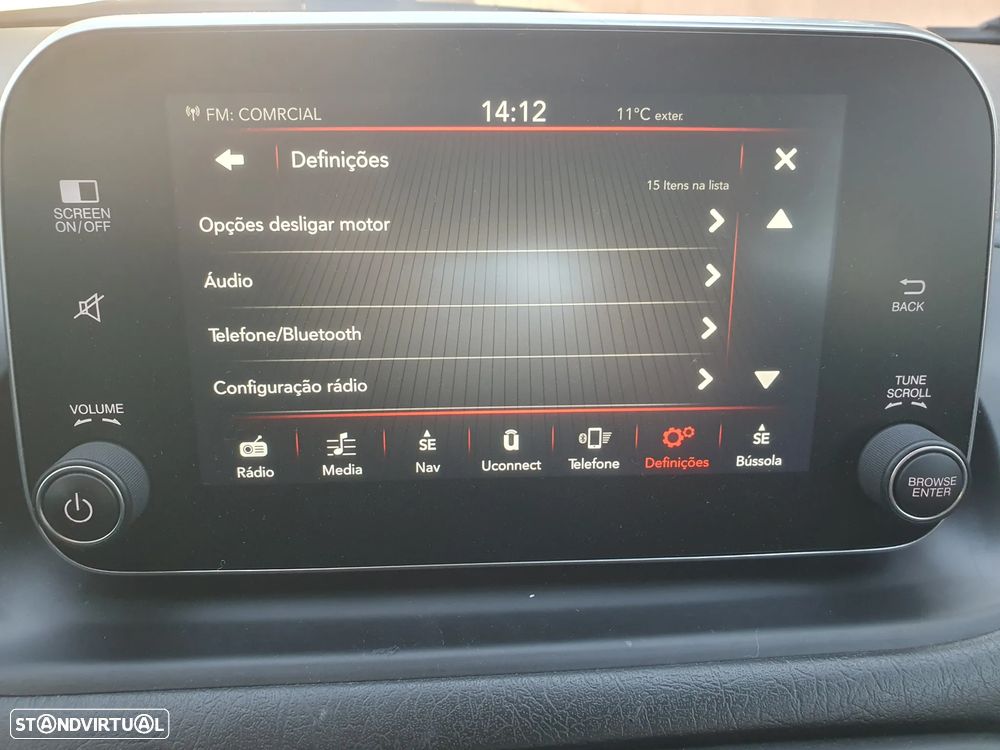 FM: COMRCIAL
14:12
11°C exter.
Definições
15 Itens na lista
SCREEN
ON/OFF
Opções desligar motor
Áudio
BACK
Telefone/Bluetooth
Configuração rádio
TUNE
SCROLL
VOLUME
Rádio
Media
SE
Nav
Uconnect
Telefone
Definições
SE
Bússola
BROWSE
ENTER
STANDVIRTUAL